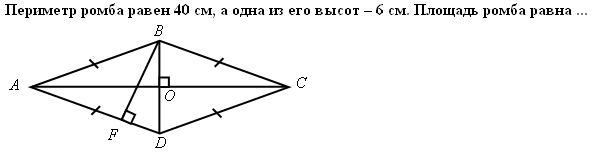 Периметр ромба равен 40 см, а одна из его высот – 6 см. Площадь ромба равна ...
B
A
O
C
F
D